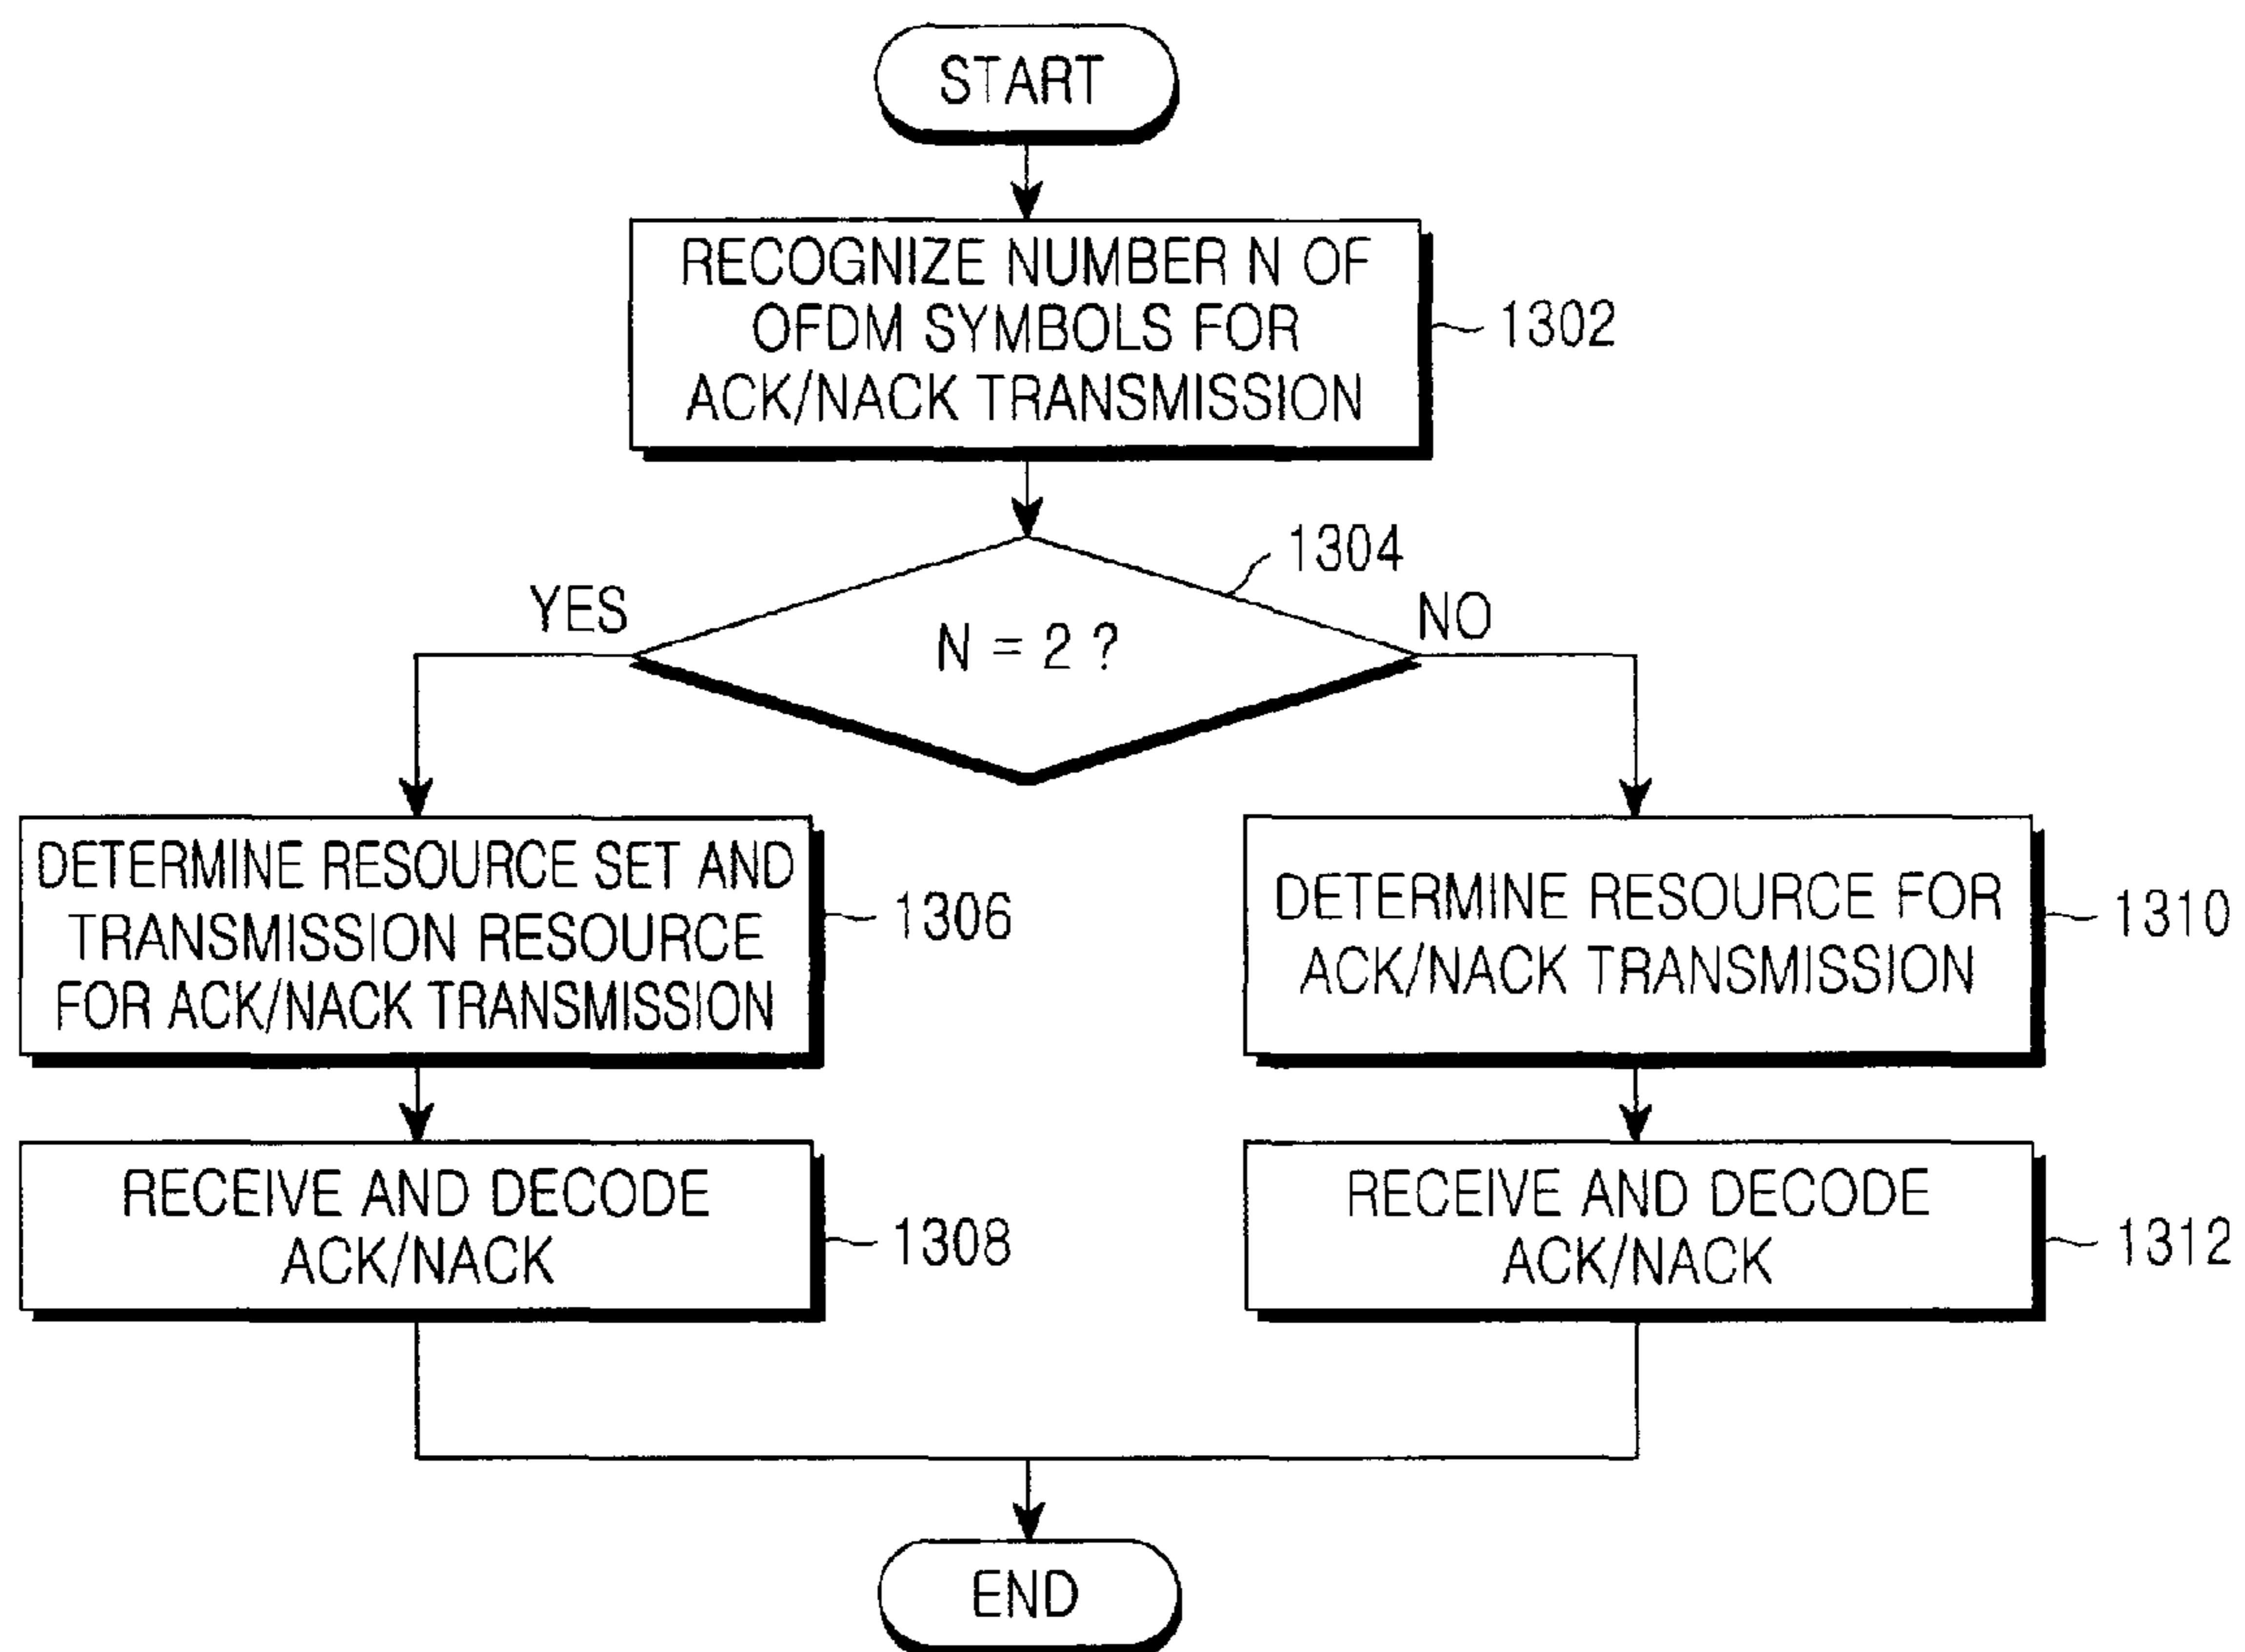 START
RECOGNIZE NUMBER N OF
OFDM SYMBOLS FOR
ACK/NACK TRANSMISSION
1302
1304
YES
N = 2 ?
NO
DETERMINE RESOURCE SET AND
TRANSMISSION RESOURCE
FOR ACK/NACK TRANSMISSION
1306
DETERMINE RESOURCE FOR
ACK/NACK TRANSMISSION
1310
RECEIVE AND DECODE
ACK/NACK
1308
RECEIVE AND DECODE
ACK/NACK
1312
END